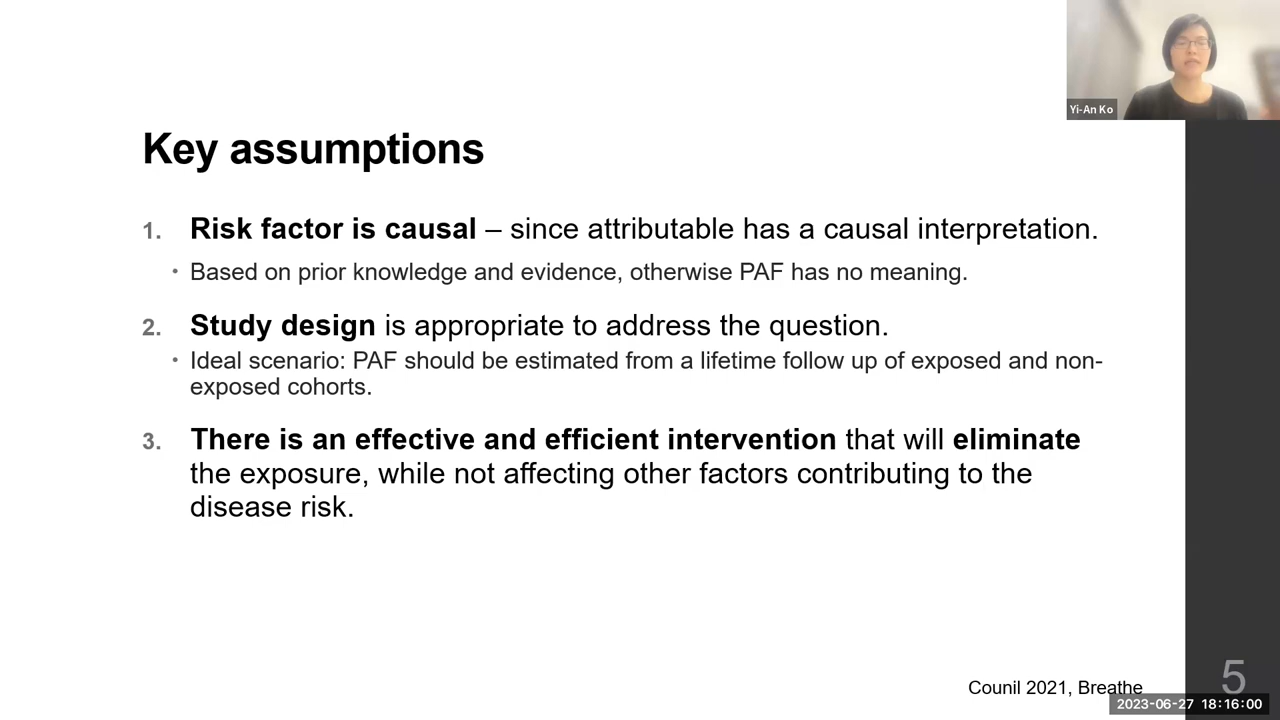 Yi-An Ko
Key assumptions
1. Risk factor is causal – since attributable has a causal interpretation.
• Based on prior knowledge and evidence, otherwise PAF has no meaning.
2. Study design is appropriate to address the question.
• Ideal scenario: PAF should be estimated from a lifetime follow up of exposed and non-
exposed cohorts.
3. There is an effective and efficient intervention that will eliminate
the exposure, while not affecting other factors contributing to the
disease risk.
Counil 2021, Breathe
5
2023-06-27 18:16:00